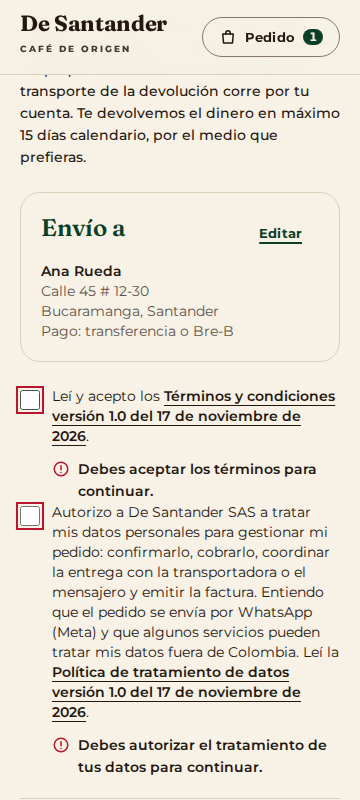 De Santander
CAFÉ DE ORIGEN
Pedido 1
transporte de la devolución corre por tu
cuenta. Te devolvemos el dinero en máximo
15 días calendario, por el medio que
prefieras.
Envío a
Editar
Ana Rueda
Calle 45 # 12-30
Bucaramanga, Santander
Pago: transferencia o Bre-B
Leí y acepto los Términos y condiciones
versión 1.0 del 17 de noviembre de
2026.
Debes aceptar los términos para
continuar.
Autorizo a De Santander SAS a tratar
mis datos personales para gestionar mi
pedido: confirmarlo, cobrarlo, coordinar
la entrega con la transportadora o el
mensajero y emitir la factura. Entiendo
que el pedido se envía por WhatsApp
(Meta) y que algunos servicios pueden
tratar mis datos fuera de Colombia. Leí la
Política de tratamiento de datos
versión 1.0 del 17 de noviembre de
2026.
Debes autorizar el tratamiento de
tus datos para continuar.